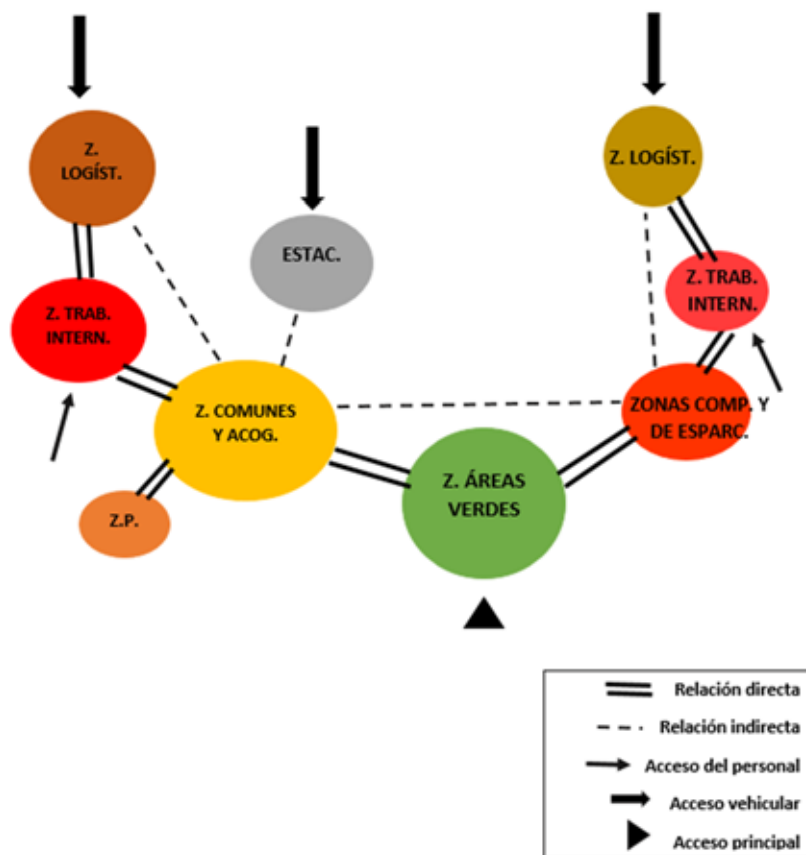 Z.
LOGÍST.
Z. LOGÍST.
ESTAC.
Z. TRAB.
INTERN.
Z. TRAB.
INTERN.
Z. COMUNES
Y ACOG.
ZONAS COMP. Y
DE ESPARC.
Z. ÁREAS
VERDES
Z.P.
Relación directa
Relación indirecta
Acceso del personal
Acceso vehicular
Acceso principal